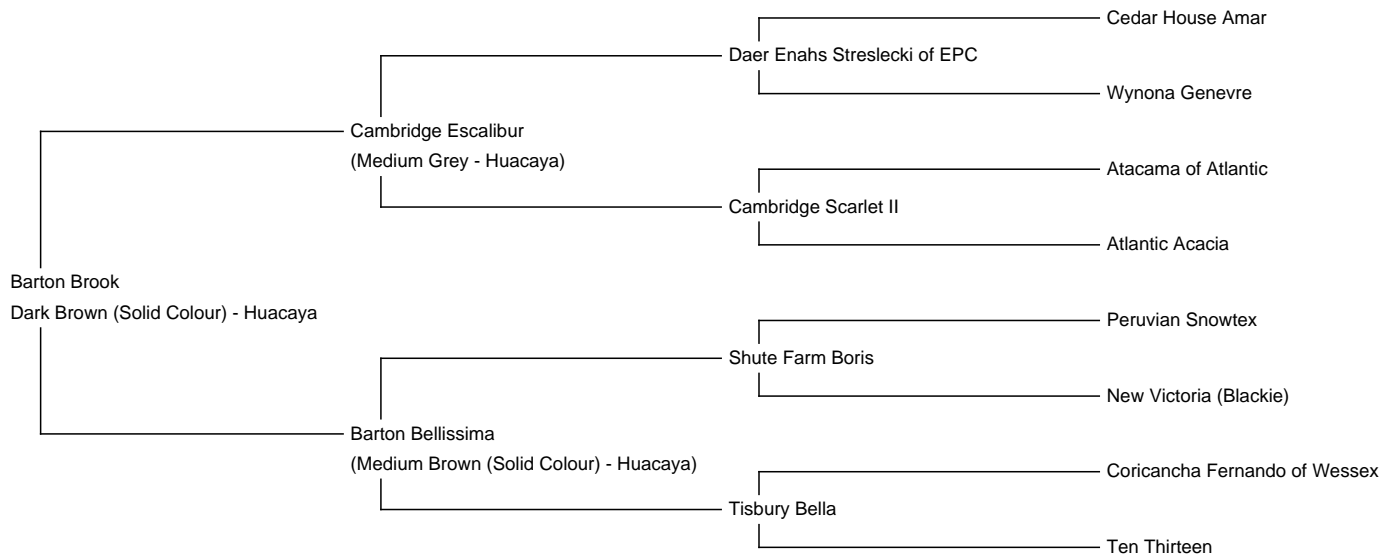 Cedar House Amar
Daer Enahs Streslecki of EPC
Wynona Genevre
Cambridge Escalibur
(Medium Grey - Huacaya)
Atacama of Atlantic
Cambridge Scarlet II
Atlantic Acacia
Barton Brook
Dark Brown (Solid Colour) - Huacaya
Peruvian Snowtex
Shute Farm Boris
New Victoria (Blackie)
Barton Bellissima
(Medium Brown (Solid Colour) - Huacaya)
Coricancha Fernando of Wessex
Tisbury Bella
Ten Thirteen